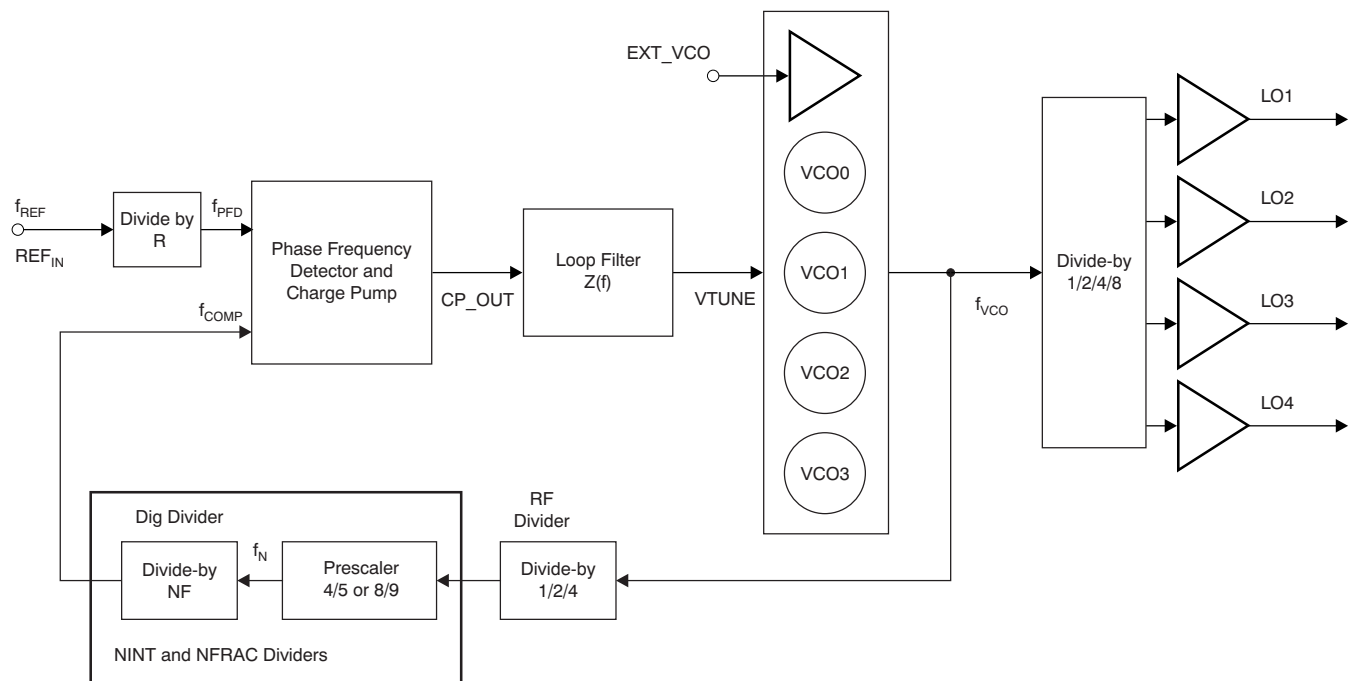 EXT_VCO
LO1
VCO0
LO2
f_REF
Divide by
R
f_PFD
REF_IN
Phase Frequency
Detector and
Charge Pump
Loop Filter
Z(f)
VCO1
Divide-by
1/2/4/8
CP_OUT
VTUNE
f_VCO
LO3
f_COMP
VCO2
LO4
VCO3
Dig Divider
RF
Divider
Divide-by
NF
f_N
Prescaler
4/5 or 8/9
Divide-by
1/2/4
NINT and NFRAC Dividers